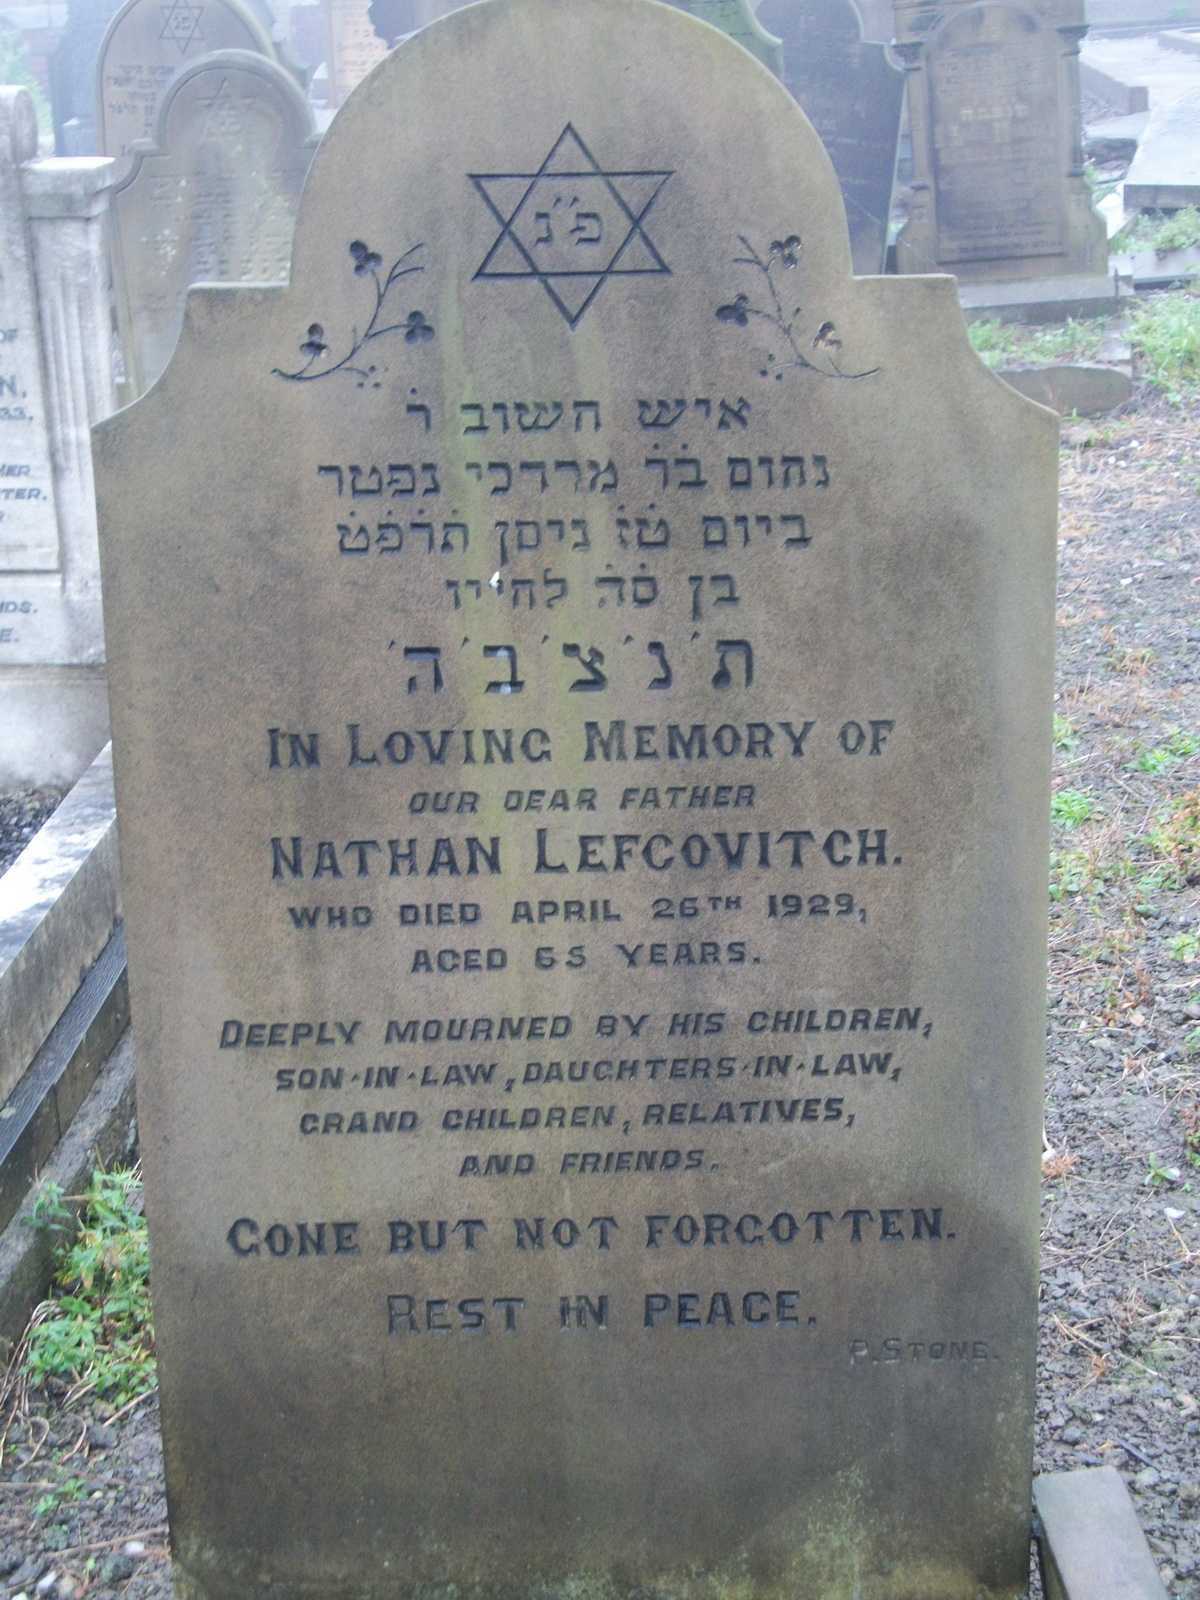 פ״נ
איש חשוב ר׳
נחום ב׳ר׳ מרדכי נפטר
ביום ט׳ז׳ ניסן ת׳ר׳פ׳ט׳
בן ס׳ה׳ לחייו
ת׳נ׳צ׳ב׳ה׳
IN LOVING MEMORY OF
OUR DEAR FATHER
NATHAN LEFCOVITCH.
WHO DIED APRIL 26TH 1929,
AGED 65 YEARS.
DEEPLY MOURNED BY HIS CHILDREN,
SON-IN-LAW, DAUGHTERS-IN-LAW,
GRAND CHILDREN, RELATIVES,
AND FRIENDS.
GONE BUT NOT FORGOTTEN.
REST IN PEACE.
P. STONE.